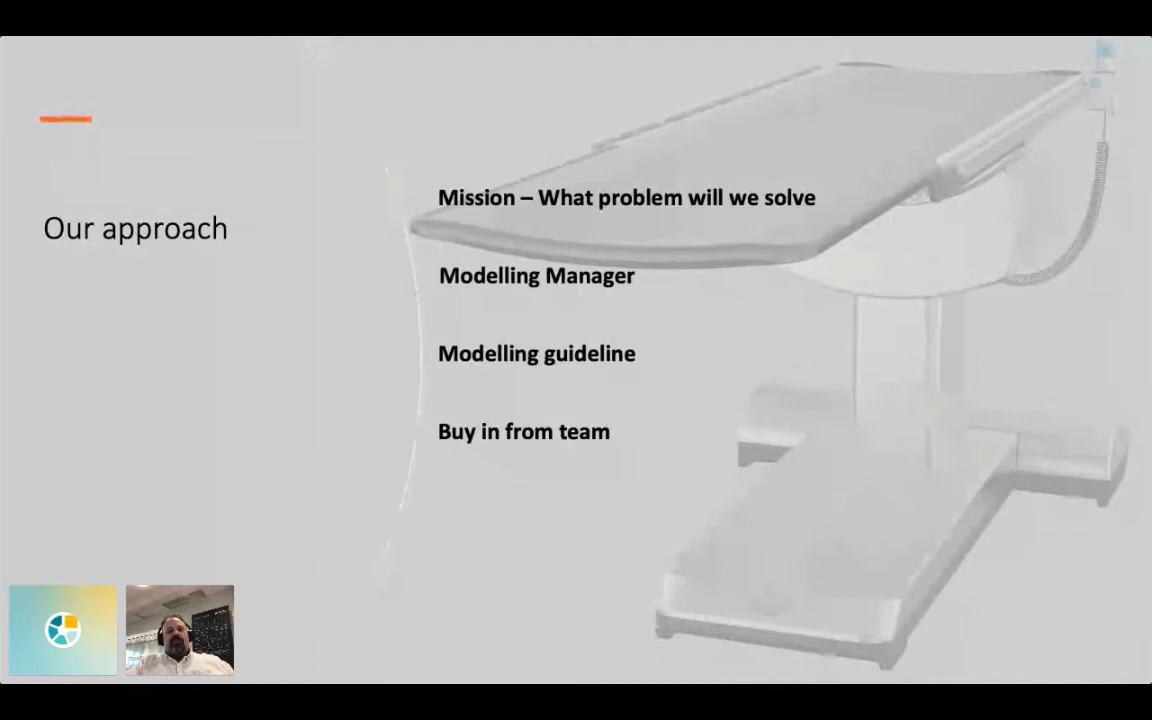 Our approach
Mission – What problem will we solve
Modelling Manager
Modelling guideline
Buy in from team